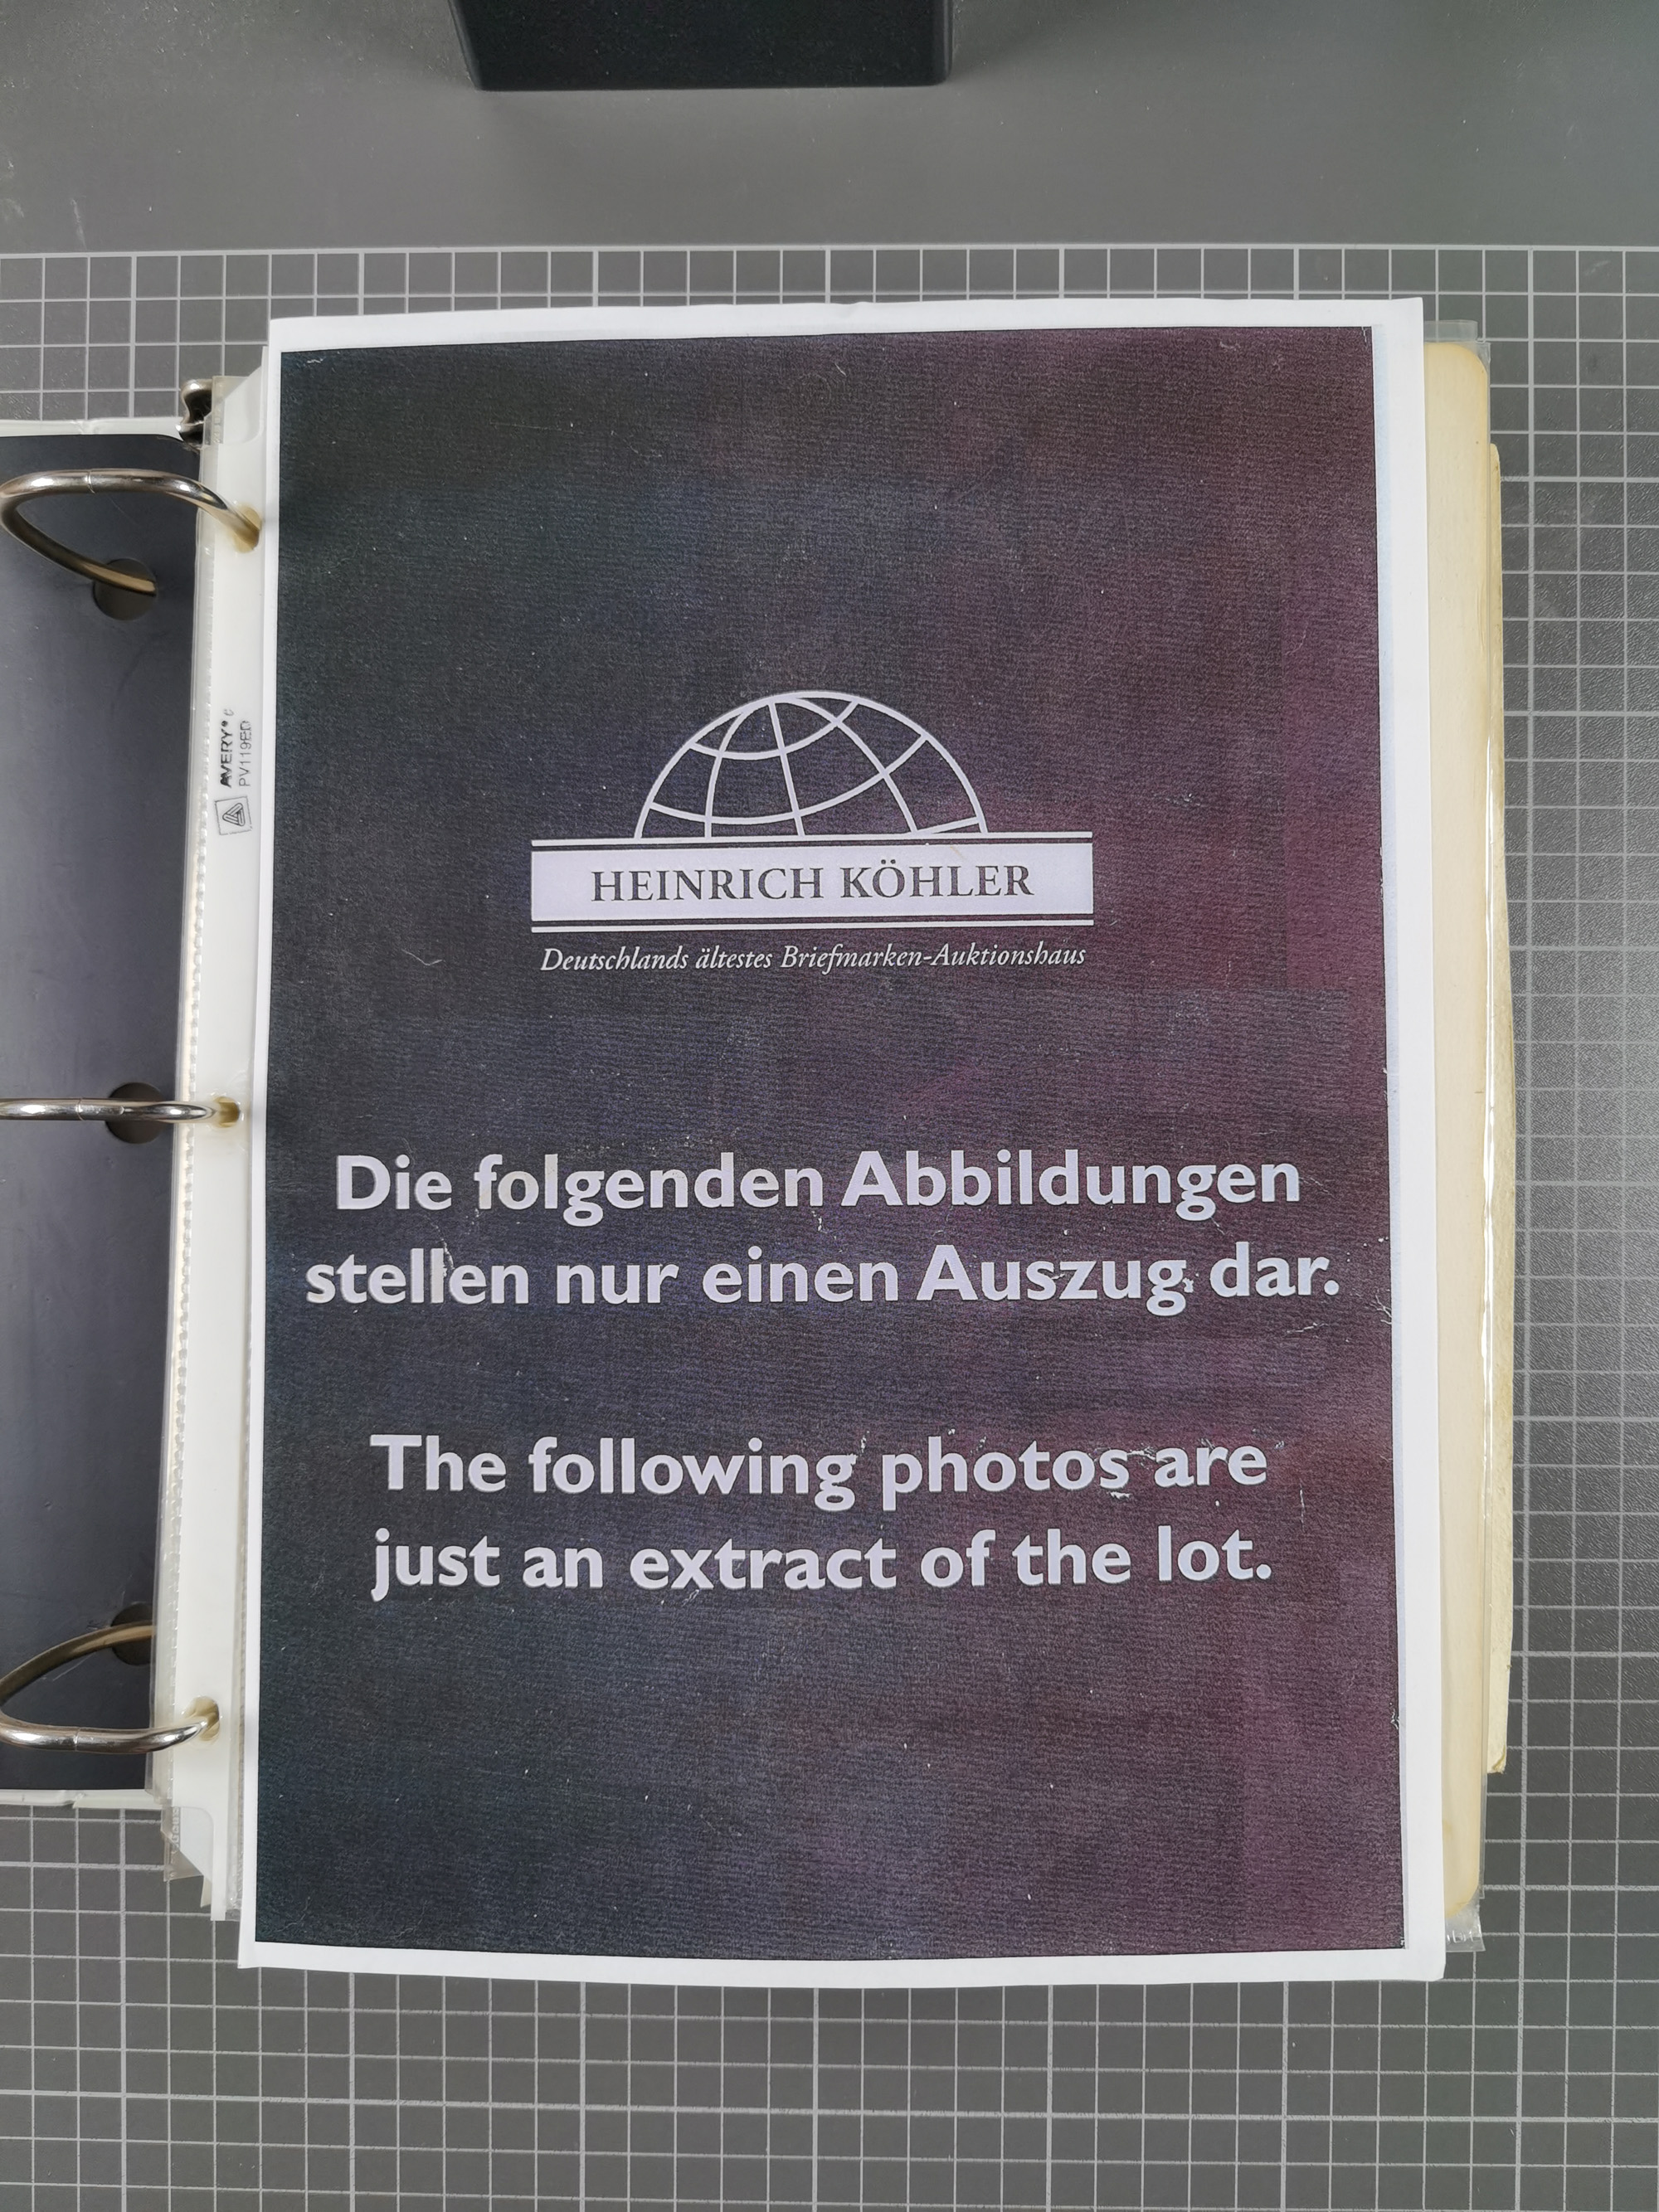 AVERY®
PV119ED
HEINRICH KÖHLER
Deutschlands ältestes Briefmarken-Auktionshaus
Die folgenden Abbildungen
stellen nur einen Auszug dar.
The following photos are
just an extract of the lot.